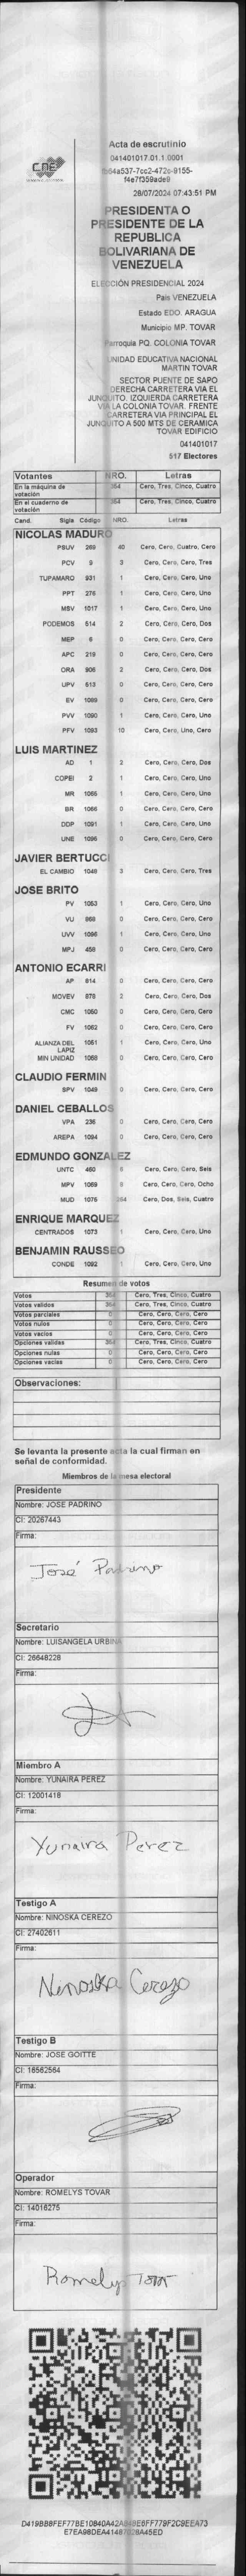 CNE
Acta de escrutinio
041401017.01.1.0001
fb64a537-7cc2-472c-9155-
f4e7f359ade9
28/07/2024 07:43:51 PM
PRESIDENTA O
PRESIDENTE DE LA
REPUBLICA
BOLIVARIANA DE
VENEZUELA
ELECCIÓN PRESIDENCIAL 2024
País VENEZUELA
Estado EDO. ARAGUA
Municipio MP. TOVAR
Parroquia PQ. COLONIA TOVAR
UNIDAD EDUCATIVA NACIONAL
MARTIN TOVAR
SECTOR PUENTE DE SAPO
DERECHA CARRETERA VIA EL
JUNQUITO. IZQUIERDA CARRETERA
VIA LA COLONIA TOVAR. FRENTE
CARRETERA VIA PRINCIPAL EL
JUNQUITO A 500 MTS DE CERAMICA
TOVAR EDIFICIO
041401017
517 Electores
Votantes NRO. Letras
En la máquina de votación 354 Cero, Tres, Cinco, Cuatro
En el cuaderno de votación 354 Cero, Tres, Cinco, Cuatro
Cand. Sigla Código NRO. Letras
NICOLAS MADURO
PSUV 269 40 Cero, Cero, Cuatro, Cero
PCV 9 3 Cero, Cero, Cero, Tres
TUPAMARO 931 1 Cero, Cero, Cero, Uno
PPT 275 1 Cero, Cero, Cero, Uno
MSV 1017 1 Cero, Cero, Cero, Uno
PODEMOS 514 2 Cero, Cero, Cero, Dos
MEP 6 0 Cero, Cero, Cero, Cero
APC 219 0 Cero, Cero, Cero, Cero
ORA 906 2 Cero, Cero, Cero, Dos
UPV 613 0 Cero, Cero, Cero, Cero
EV 1089 0 Cero, Cero, Cero, Cero
PVV 1090 1 Cero, Cero, Cero, Uno
PFV 1093 10 Cero, Cero, Uno, Cero
LUIS MARTINEZ
AD 1 2 Cero, Cero, Cero, Dos
COPEI 2 1 Cero, Cero, Cero, Uno
MR 1065 1 Cero, Cero, Cero, Uno
BR 1066 0 Cero, Cero, Cero, Cero
DDP 1091 1 Cero, Cero, Cero, Uno
UNE 1096 0 Cero, Cero, Cero, Cero
JAVIER BERTUCCI
EL CAMBIO 1048 3 Cero, Cero, Cero, Tres
JOSE BRITO
PV 1053 1 Cero, Cero, Cero, Uno
VU 968 0 Cero, Cero, Cero, Cero
UVV 1 Cero, Cero, Cero, Uno
MPJ 458 0 Cero, Cero, Cero, Cero
ANTONIO ECARRI
AP 814 0 Cero, Cero, Cero, Cero
MOVEV 878 2 Cero, Cero, Cero, Dos
CMC 1050 0 Cero, Cero, Cero, Cero
FV 1062 0 Cero, Cero, Cero, Cero
ALIANZA DEL LAPIZ 1051 1 Cero, Cero, Cero, Uno
MIN UNIDAD 1058 0 Cero, Cero, Cero, Cero
CLAUDIO FERMIN
SPV 1049 0 Cero, Cero, Cero, Cero
DANIEL CEBALLOS
VPA 236 0 Cero, Cero, Cero, Cero
AREPA 1094 0 Cero, Cero, Cero, Cero
EDMUNDO GONZALEZ
UNTC 460 6 Cero, Cero, Cero, Seis
MPV 1069 8 Cero, Cero, Cero, Ocho
MUD 1076 264 Cero, Dos, Seis, Cuatro
ENRIQUE MARQUEZ
CENTRADOS 1073 1 Cero, Cero, Cero, Uno
BENJAMIN RAUSSEO
CONDE 1092 1 Cero, Cero, Cero, Uno
Resumen de votos
Votos 354 Cero, Tres, Cinco, Cuatro
Votos validos 354 Cero, Tres, Cinco, Cuatro
Votos parciales 0 Cero, Cero, Cero, Cero
Votos nulos 0 Cero, Cero, Cero, Cero
Votos vacios 0 Cero, Cero, Cero, Cero
Opciones validas 354 Cero, Tres, Cinco, Cuatro
Opciones nulas 0 Cero, Cero, Cero, Cero
Opciones vacias 0 Cero, Cero, Cero, Cero
Observaciones:
Se levanta la presente acta la cual firman en
señal de conformidad.
Miembros de la mesa electoral
Presidente
Nombre: JOSE PADRINO
CI: 20267443
Firma:
José Padrino
Secretario
Nombre: LUISANGELA URBINA
CI: 26648228
Firma:
Miembro A
Nombre: YUNAIRA PEREZ
CI: 12001418
Firma:
Yunaira Perez
Testigo A
Nombre: NINOSKA CEREZO
CI: 27402611
Firma:
Ninoska Cerezo
Testigo B
Nombre: JOSE GOITTE
CI: 16562564
Firma:
Operador
Nombre: ROMELYS TOVAR
CI: 14016275
Firma:
Romelys Tovar